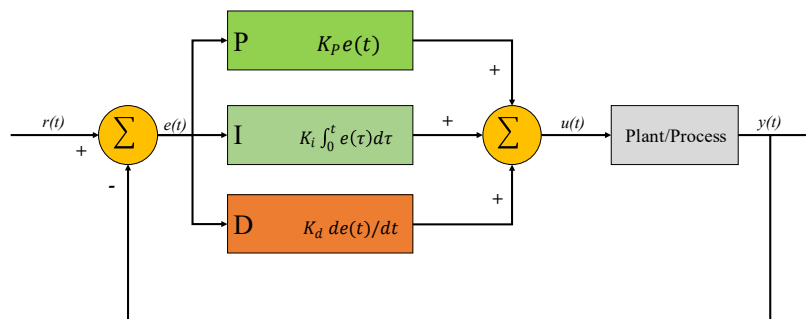 P K_P e(t)
+
r(t) ∑ e(t) I K_i ∫_0^t e(τ)dτ + ∑ u(t) Plant/Process y(t)
+
-
D K_d de(t)/dt +